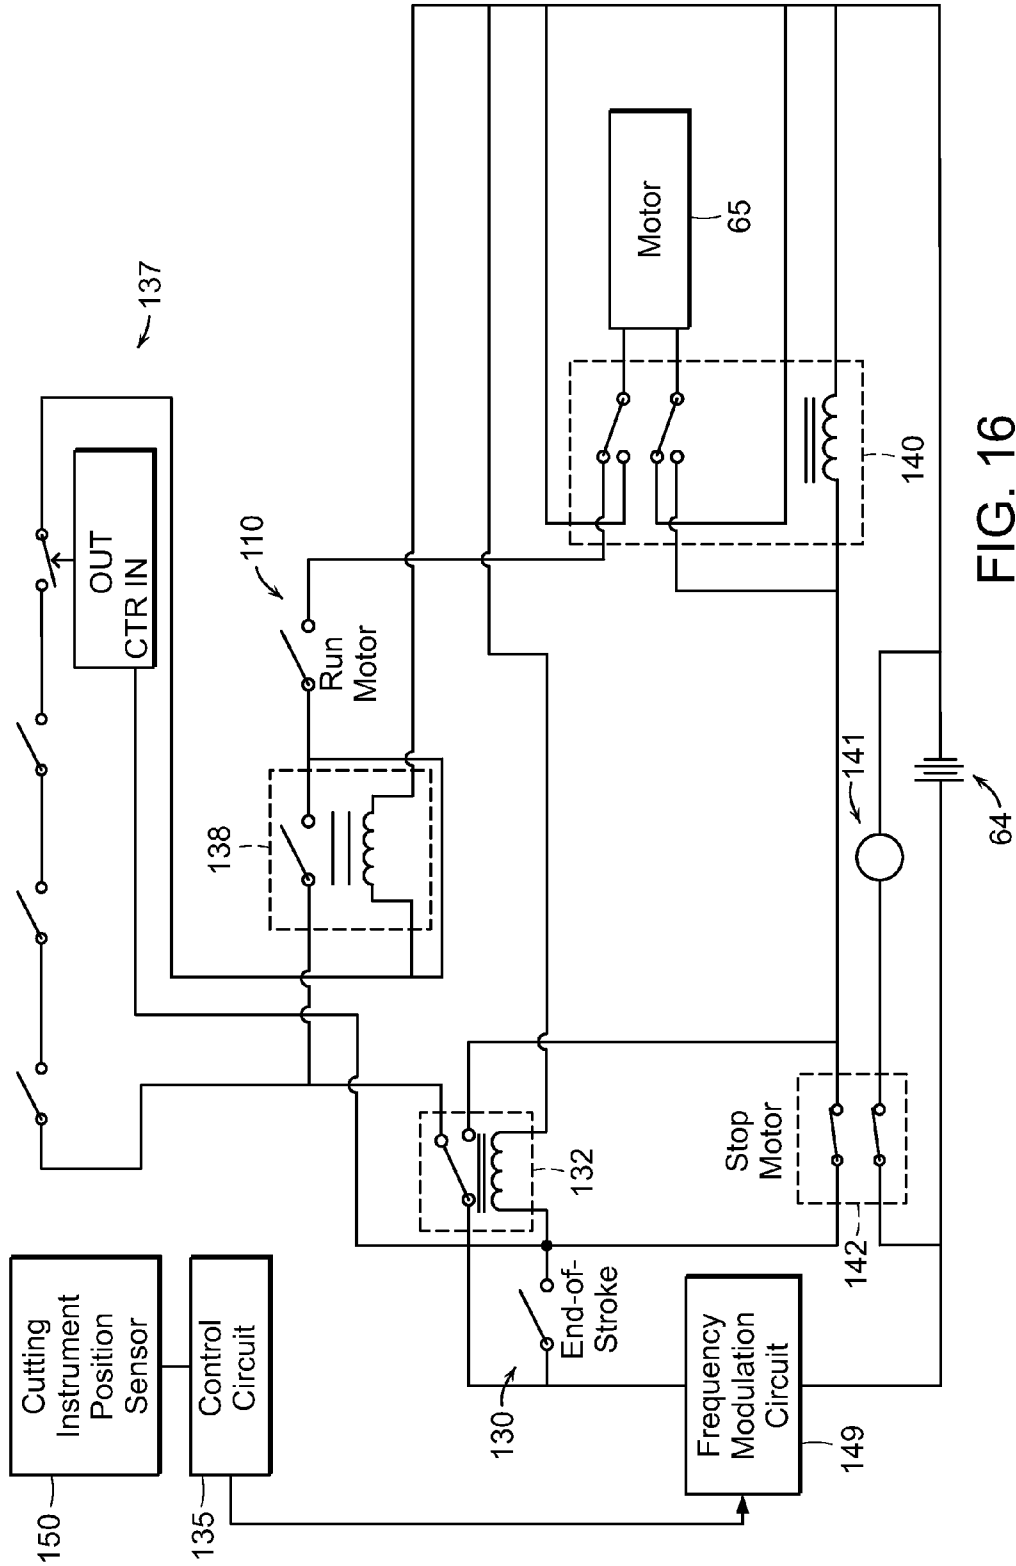 137
OUT
CTR IN
110
Run
Motor
138
Motor
65
140
141
64
132
Stop
Motor
142
End-of-
Stroke
130
Cutting
Instrument
Position
Sensor
150
Control
Circuit
135
Frequency
Modulation
Circuit
149
FIG. 16